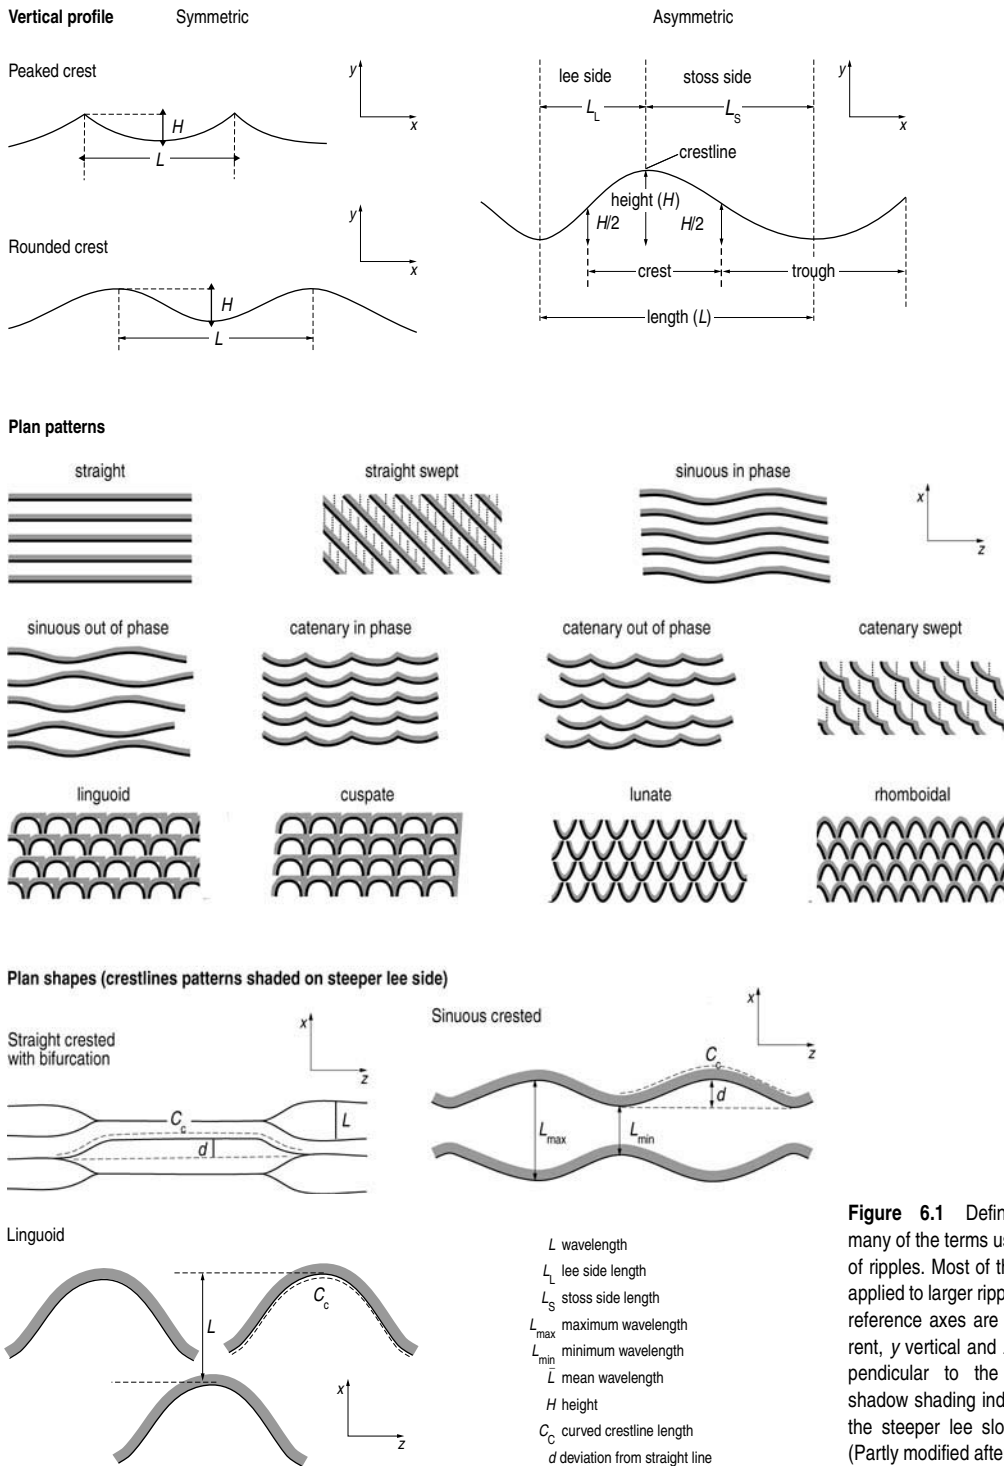 Vertical profile Symmetric Asymmetric
Peaked crest
y
x
H
L
lee side stoss side
L_L L_S
y
x
crestline
height (H)
H/2 H/2
crest trough
length (L)
Rounded crest
y
x
H
L
Plan patterns
straight straight swept sinuous in phase
x
z
sinuous out of phase catenary in phase catenary out of phase catenary swept
linguoid cuspate lunate rhomboidal
Plan shapes (crestlines patterns shaded on steeper lee side)
Straight crested
with bifurcation
x
z
C_c
L
d
Sinuous crested
x
z
C_c
d
L_max L_min
Linguoid
C_c
L
x
z
L wavelength
L_L lee side length
L_S stoss side length
L_max maximum wavelength
L_min minimum wavelength
L̄ mean wavelength
H height
C_C curved crestline length
d deviation from straight line
Figure 6.1 Defin
many of the terms us
of ripples. Most of th
applied to larger ripp
reference axes are
rent, y vertical and
pendicular to the
shadow shading ind
the steeper lee slo
(Partly modified afte